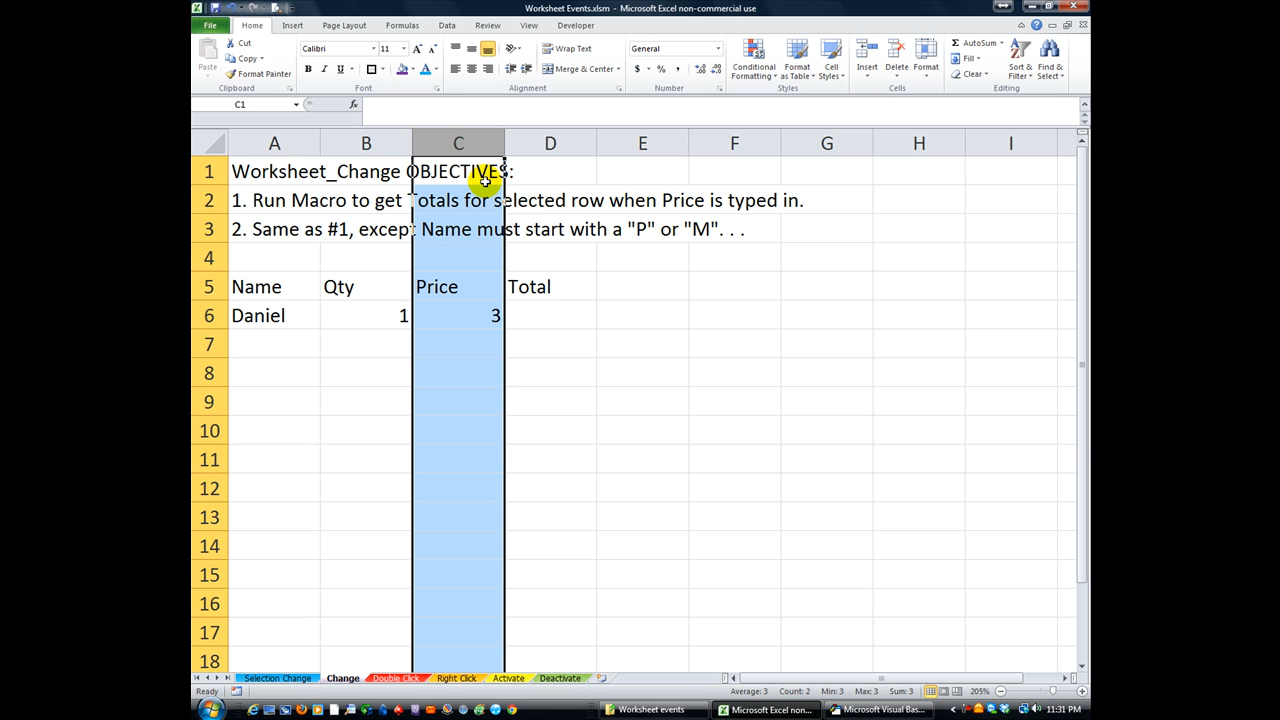 Worksheet Events.xlsm - Microsoft Excel non-commercial use
File Home Insert Page Layout Formulas Data Review View Developer
Cut
Copy
Format Painter
Paste
Clipboard
Calibri 11
Font
Wrap Text
Merge & Center
Alignment
General
Number
Conditional Formatting
Format as Table
Cell Styles
Styles
Insert Delete Format
Cells
AutoSum
Fill
Clear
Sort & Filter
Find & Select
Editing
C1 fx
A B C D E F G H I
1 Worksheet_Change OBJECTIVES:
2 1. Run Macro to get Totals for selected row when Price is typed in.
3 2. Same as #1, except Name must start with a "P" or "M". . .
4
5 Name Qty Price Total
6 Daniel 1 3
7
8
9
10
11
12
13
14
15
16
17
18
Selection Change Change Double Click Right Click Activate Deactivate
Ready Average: 3 Count: 2 Min: 3 Max: 3 Sum: 3 205%
Worksheet events Microsoft Excel non... Microsoft Visual Bas... 11:31 PM